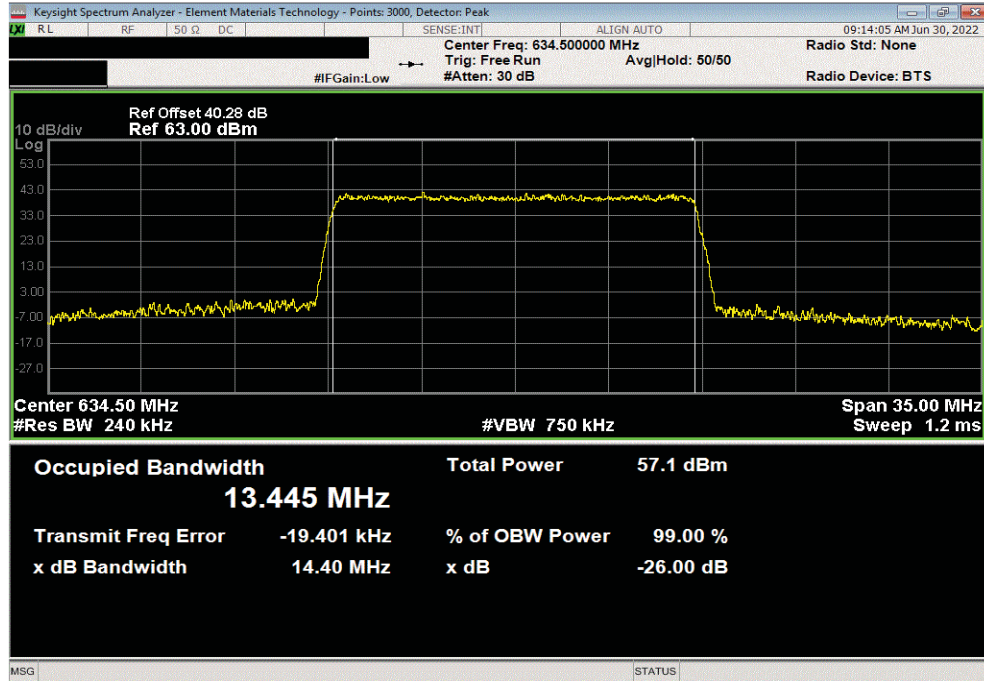 Keysight Spectrum Analyzer - Element Materials Technology - Points: 3000, Detector: Peak
LXI RL RF 50 Ω DC SENSE:INT ALIGN AUTO 09:14:05 AM Jun 30, 2022
Center Freq: 634.500000 MHz Radio Std: None
Trig: Free Run Avg|Hold: 50/50
#IFGain:Low #Atten: 30 dB Radio Device: BTS
Ref Offset 40.28 dB
10 dB/div Ref 63.00 dBm
Log
53.0
43.0
33.0
23.0
13.0
3.00
-7.00
-17.0
-27.0
Center 634.50 MHz Span 35.00 MHz
#Res BW 240 kHz #VBW 750 kHz Sweep 1.2 ms
Occupied Bandwidth Total Power 57.1 dBm
13.445 MHz
Transmit Freq Error -19.401 kHz % of OBW Power 99.00 %
x dB Bandwidth 14.40 MHz x dB -26.00 dB
MSG STATUS